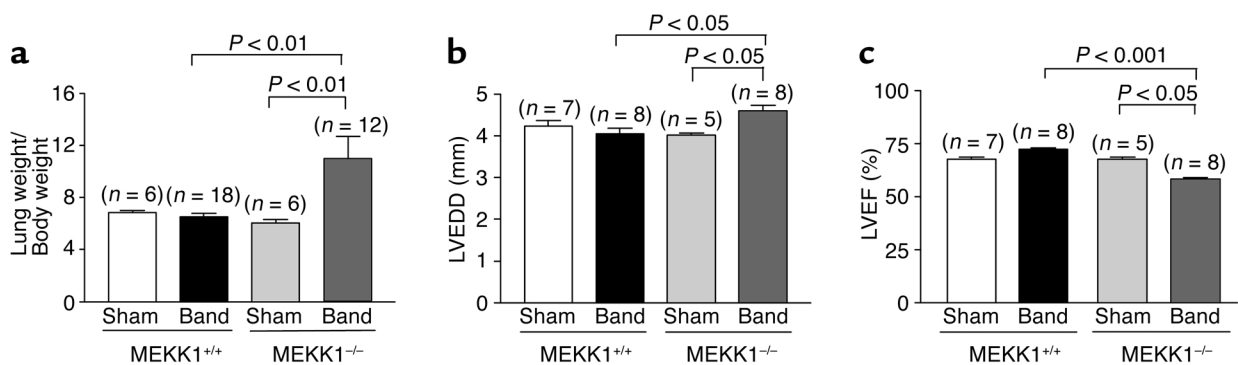 a
P < 0.01
P < 0.01
16
12
8
4
0
Lung weight/
Body weight
(n = 6)
(n = 18)
(n = 6)
(n = 12)
Sham
Band
Sham
Band
MEKK1+/+
MEKK1–/–
b
P < 0.05
P < 0.05
5
4
3
2
1
0
LVEDD (mm)
(n = 7)
(n = 8)
(n = 5)
(n = 8)
Sham
Band
Sham
Band
MEKK1+/+
MEKK1–/–
c
P < 0.001
P < 0.05
100
75
50
25
0
LVEF (%)
(n = 7)
(n = 8)
(n = 5)
(n = 8)
Sham
Band
Sham
Band
MEKK1+/+
MEKK1–/–